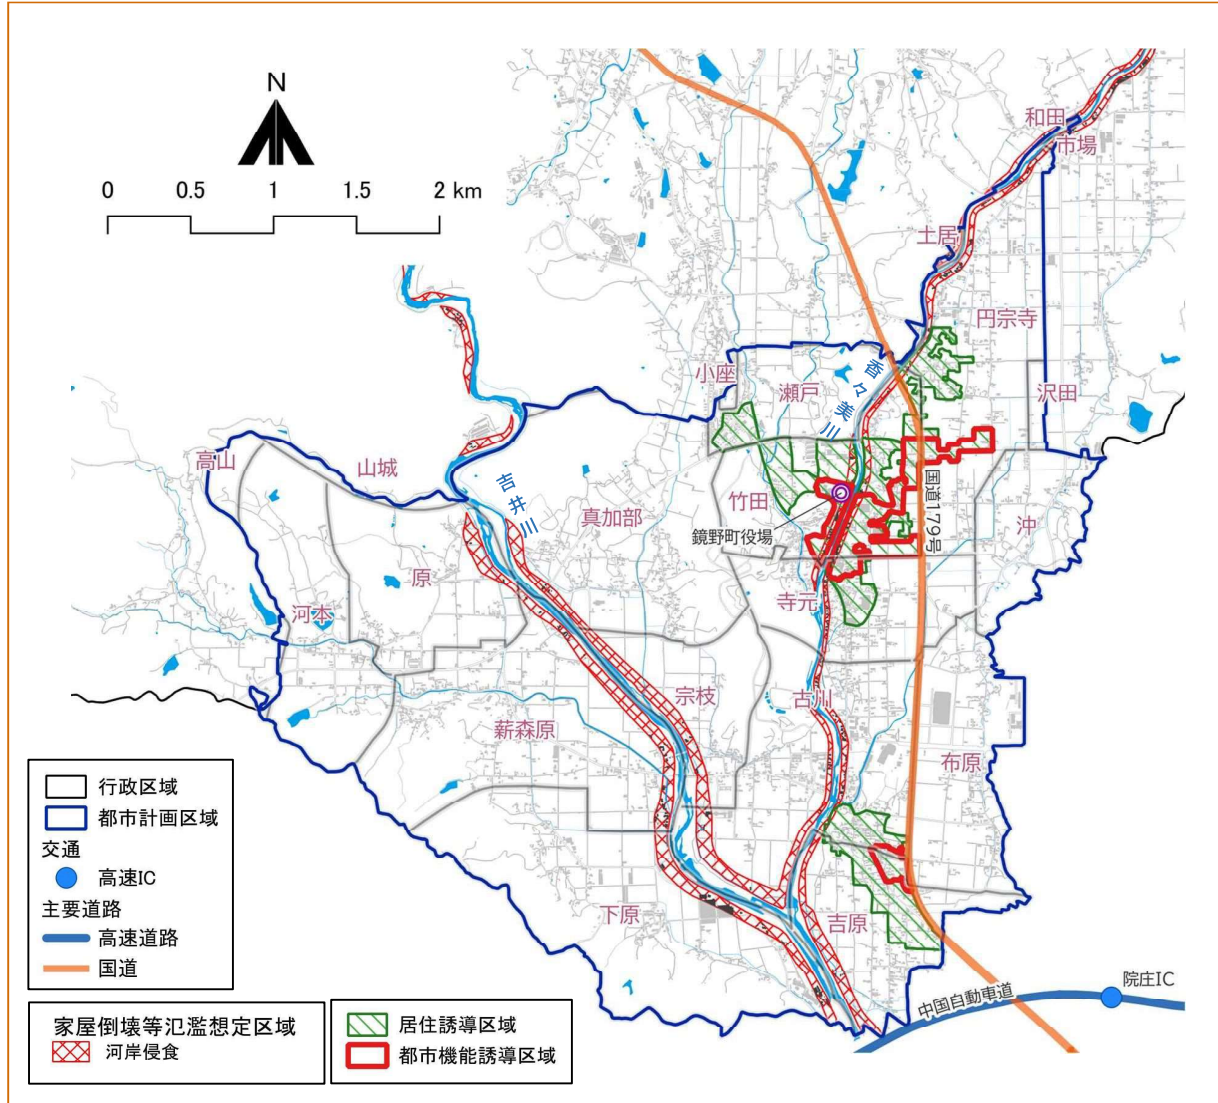 N
0 0.5 1 1.5 2 km
和田
市場
土居
円宗寺
小座
瀬戸
香々美川
沢田
高山
山城
吉井川
真加部
竹田
国道179号
鏡野町役場
沖
原
寺元
河本
宗枝
古川
薪森原
布原
下原
吉原
中国自動車道
院庄IC
行政区域
都市計画区域
交通
高速IC
主要道路
高速道路
国道
家屋倒壊等氾濫想定区域
河岸侵食
居住誘導区域
都市機能誘導区域